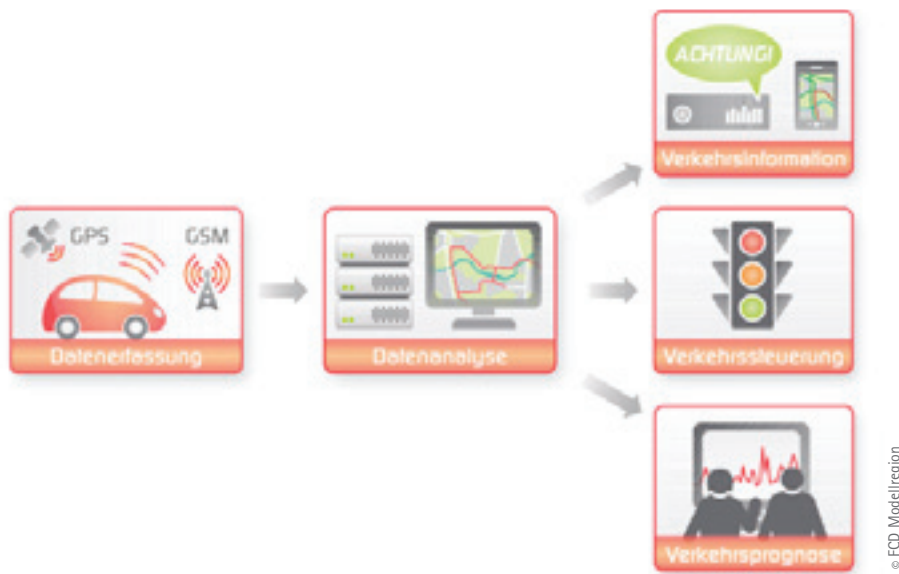 GPS
GSM
Datenerfassung
Datenanalyse
ACHTUNG!
Verkehrsinformation
Verkehrssteuerung
Verkehrsprognose
© FCD Modellregion